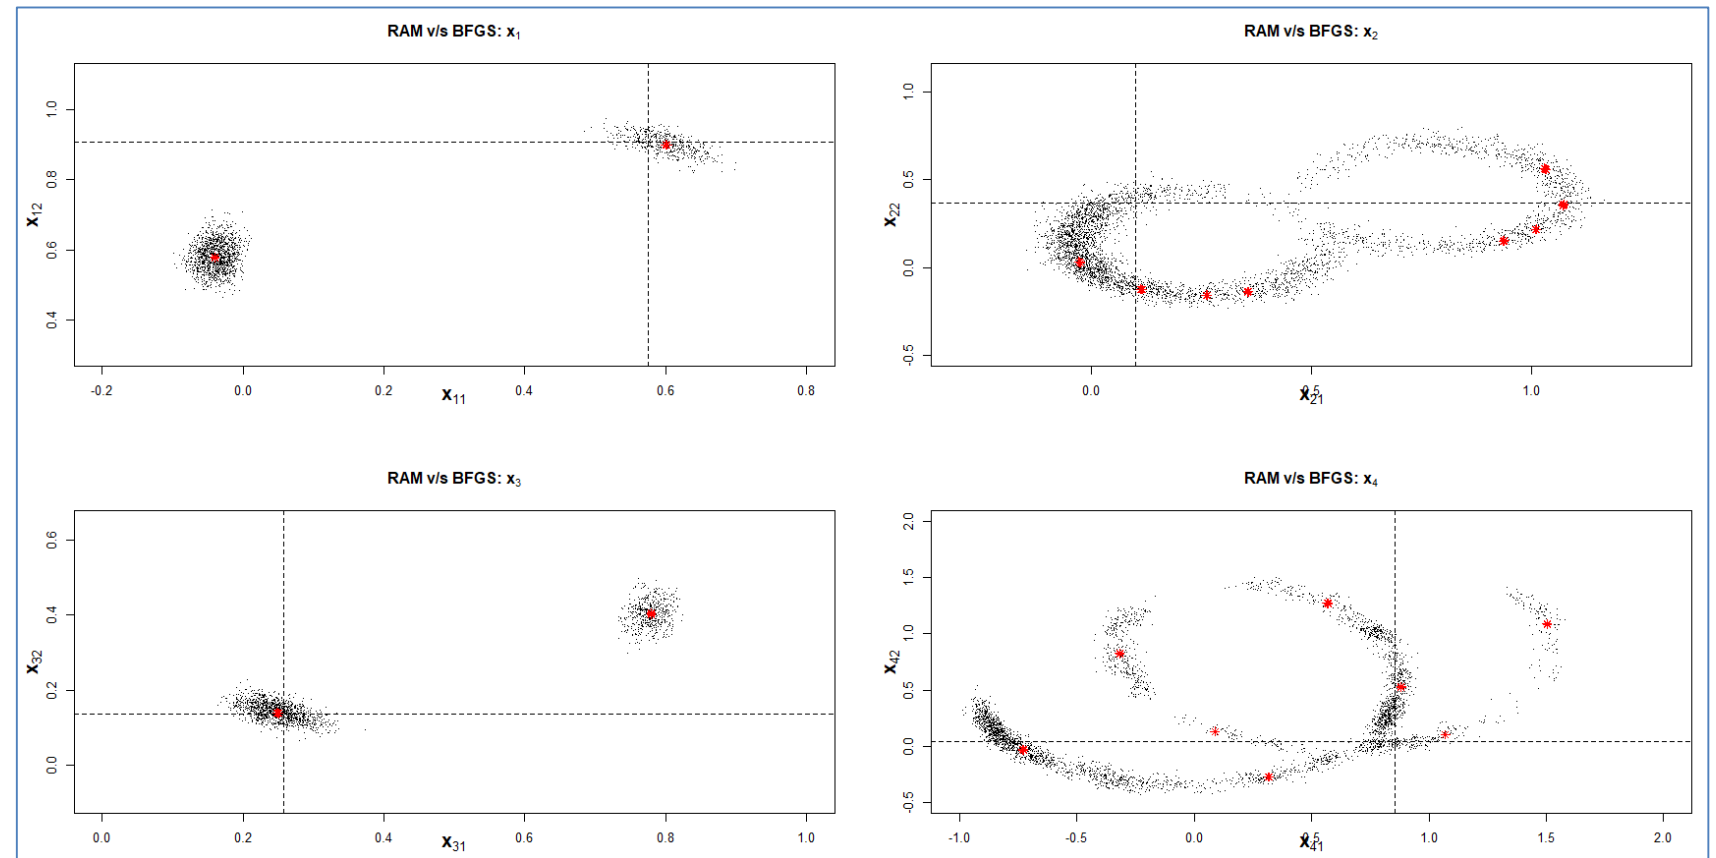 RAM v/s BFGS: x1
RAM v/s BFGS: x2
x12
0.4 0.6 0.8 1.0
-0.2 0.0 0.2 0.4 0.6 0.8
x11
x22
-0.5 0.0 0.5 1.0
0.0 0.5 1.0
x21
RAM v/s BFGS: x3
RAM v/s BFGS: x4
x32
0.0 0.2 0.4 0.6
0.0 0.2 0.4 0.6 0.8 1.0
x31
x42
-0.5 0.0 0.5 1.0 1.5 2.0
-1.0 -0.5 0.0 0.5 1.0 1.5 2.0
x41